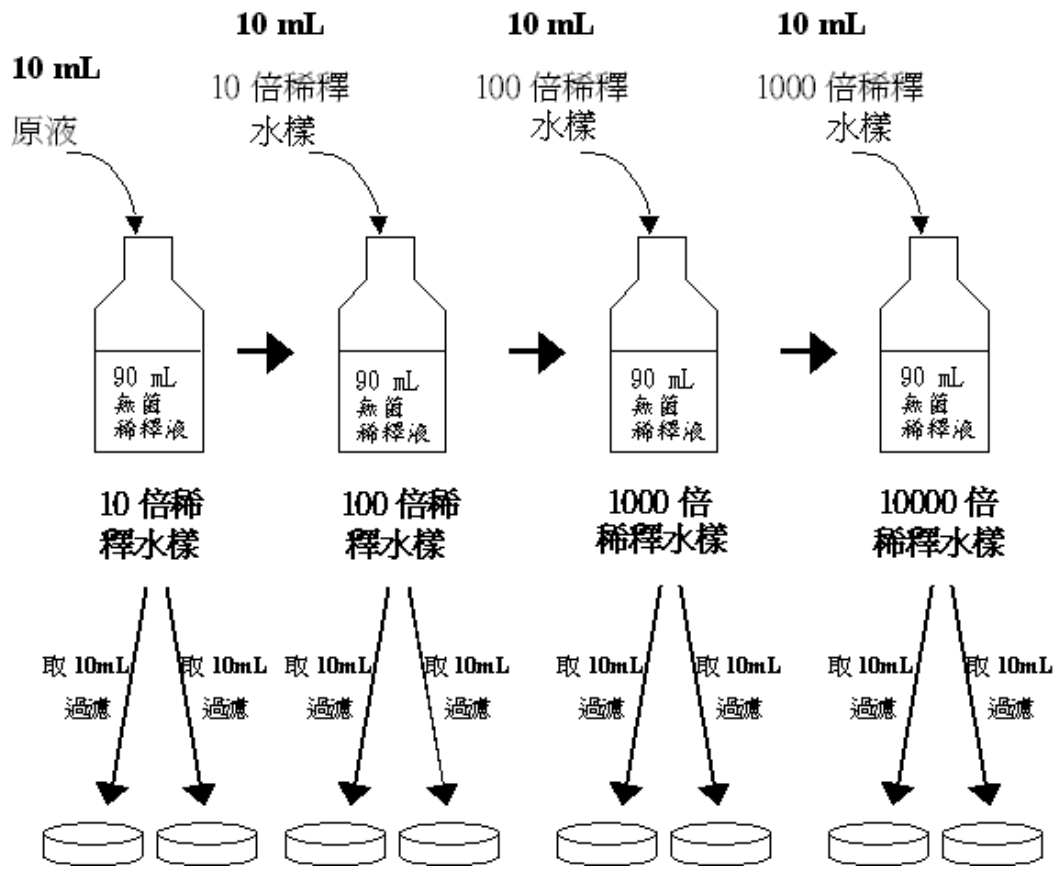 10 mL
原液
10 mL
10 倍稀釋
水樣
10 mL
100 倍稀釋
水樣
10 mL
1000 倍稀釋
水樣
90 mL
無菌
稀釋液
90 mL
無菌
稀釋液
90 mL
無菌
稀釋液
90 mL
無菌
稀釋液
10 倍稀
釋水樣
100 倍稀
釋水樣
1000 倍
稀釋水樣
10000 倍
稀釋水樣
取 10mL
過濾
取 10mL
過濾
取 10mL
過濾
取 10mL
過濾
取 10mL
過濾
取 10mL
過濾
取 10mL
過濾
取 10mL
過濾